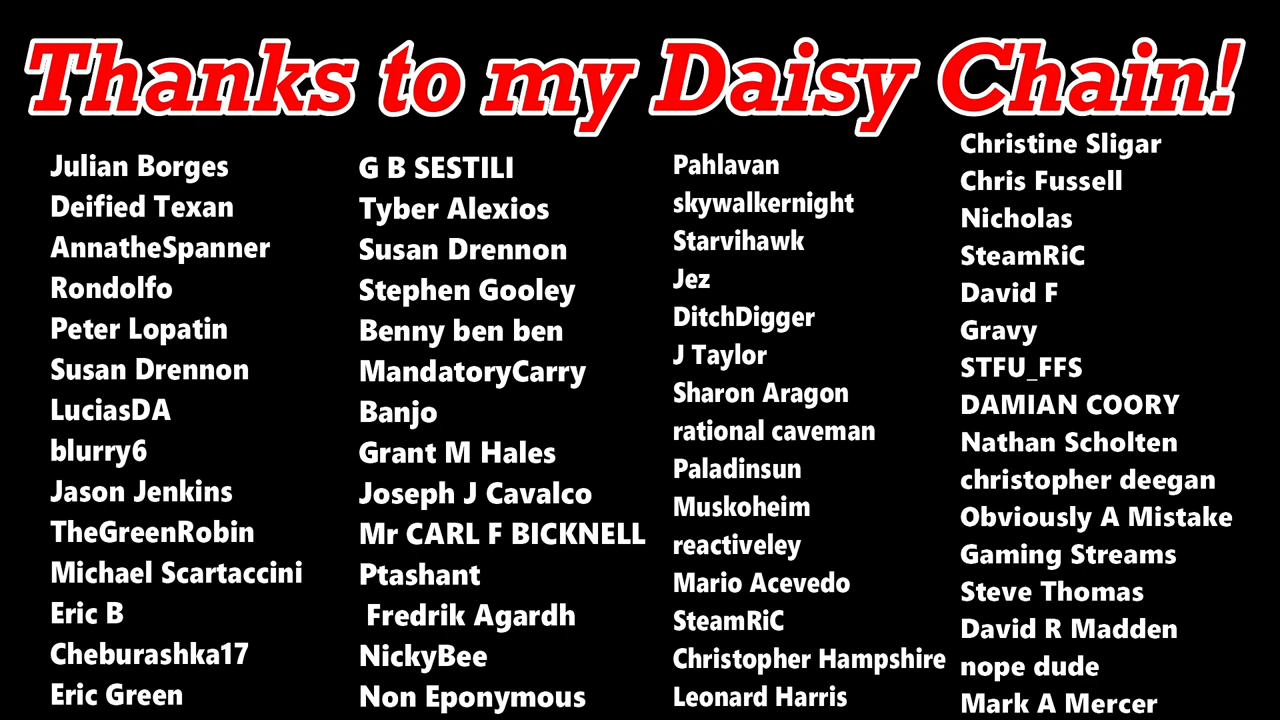 Thanks to my Daisy Chain!
Julian Borges
Deified Texan
AnnatheSpanner
Rondolfo
Peter Lopatin
Susan Drennon
LuciasDA
blurry6
Jason Jenkins
TheGreenRobin
Michael Scartaccini
Eric B
Cheburashka17
Eric Green
G B SESTILI
Tyber Alexios
Susan Drennon
Stephen Gooley
Benny ben ben
MandatoryCarry
Banjo
Grant M Hales
Joseph J Cavalco
Mr CARL F BICKNELL
Ptashant
Fredrik Agardh
NickyBee
Non Eponymous
Pahlavan
skywalkernight
Starvihawk
Jez
DitchDigger
J Taylor
Sharon Aragon
rational caveman
Paladinsun
Muskoheim
reactiveley
Mario Acevedo
SteamRiC
Christopher Hampshire
Leonard Harris
Christine Sligar
Chris Fussell
Nicholas
SteamRiC
David F
Gravy
STFU_FFS
DAMIAN COORY
Nathan Scholten
christopher deegan
Obviously A Mistake
Gaming Streams
Steve Thomas
David R Madden
nope dude
Mark A Mercer